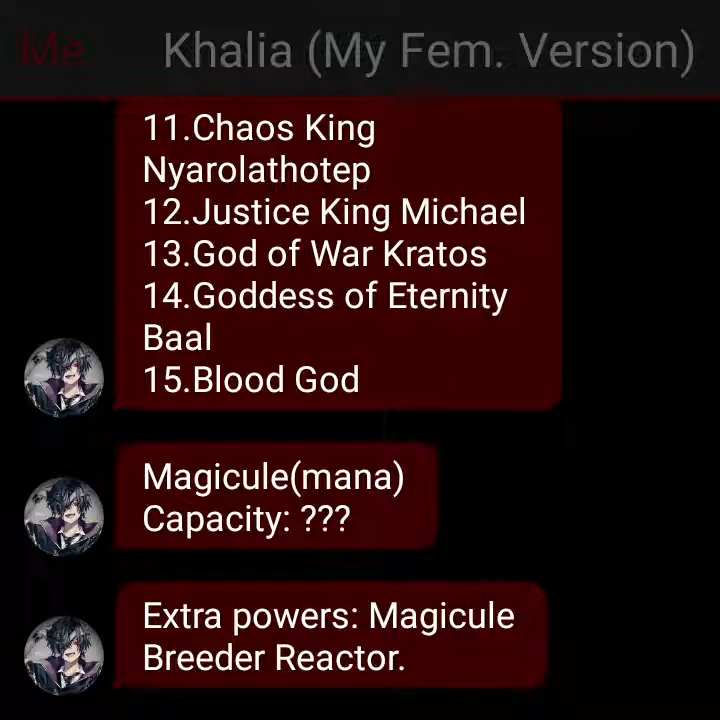 Me Khalia (My Fem. Version)
11.Chaos King
Nyarolathotep
12.Justice King Michael
13.God of War Kratos
14.Goddess of Eternity
Baal
15.Blood God
Magicule(mana)
Capacity: ???
Extra powers: Magicule
Breeder Reactor.